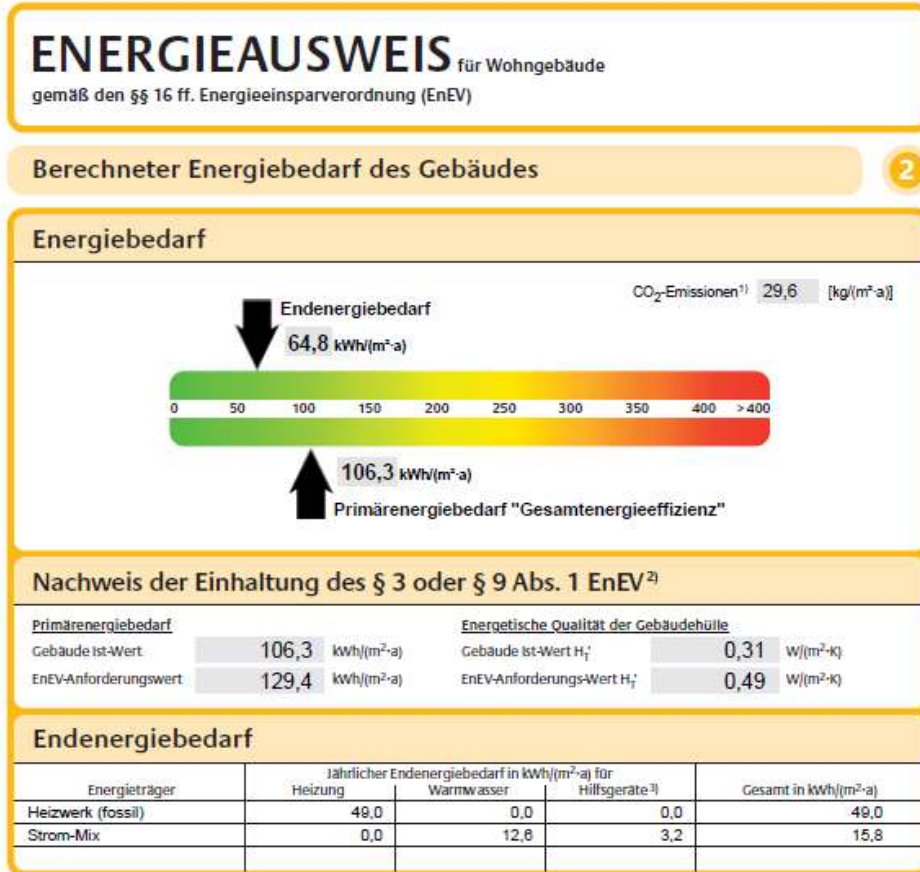 ENERGIEAUSWEIS für Wohngebäude
gemäß den §§ 16 ff. Energieeinsparverordnung (EnEV)
Berechneter Energiebedarf des Gebäudes 2
Energiebedarf
CO₂-Emissionen¹⁾ 29,6 [kg/(m²·a)]
Endenergiebedarf
64,8 kWh/(m²·a)
0 50 100 150 200 250 300 350 400 >400
106,3 kWh/(m²·a)
Primärenergiebedarf "Gesamtenergieeffizienz"
Nachweis der Einhaltung des § 3 oder § 9 Abs. 1 EnEV²⁾
Primärenergiebedarf Energetische Qualität der Gebäudehülle
Gebäude Ist-Wert 106,3 kWh/(m²·a) Gebäude Ist-Wert H_T' 0,31 W/(m²·K)
EnEV-Anforderungswert 129,4 kWh/(m²·a) EnEV-Anforderungs-Wert H_T' 0,49 W/(m²·K)
Endenergiebedarf
Jährlicher Endenergiebedarf in kWh/(m²·a) für
Energieträger Heizung Warmwasser Hilfsgeräte³⁾ Gesamt in kWh/(m²·a)
Heizwerk (fossil) 49,0 0,0 0,0 49,0
Strom-Mix 0,0 12,6 3,2 15,8